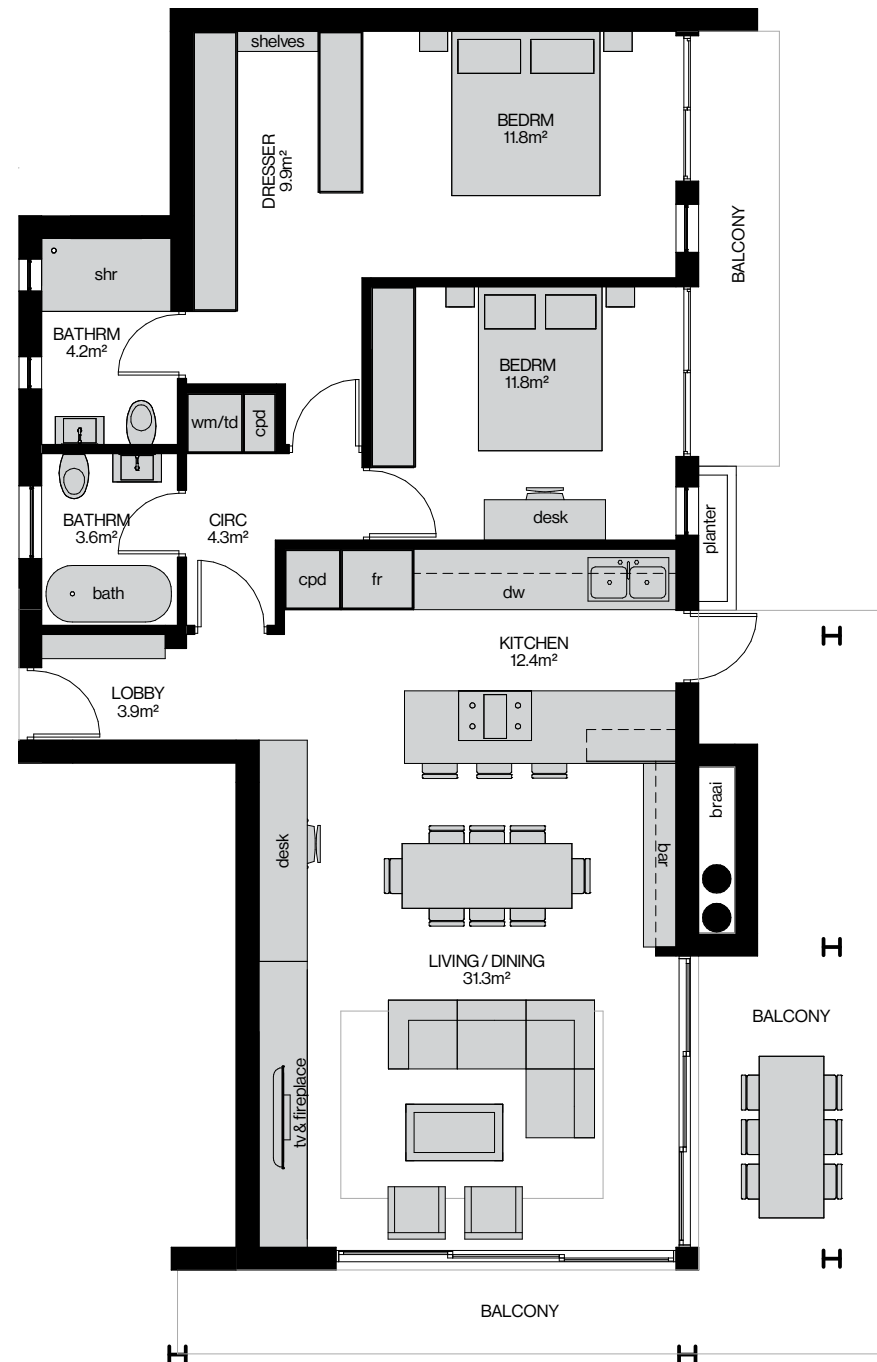 shelves
BEDRM
11.8m²
DRESSER
9.9m²
BALCONY
shr
BATHRM
4.2m²
BEDRM
11.8m²
wm/td
cpd
desk
planter
BATHRM
3.6m²
CIRC
4.3m²
bath
cpd
fr
dw
KITCHEN
12.4m²
LOBBY
3.9m²
braai
desk
bar
LIVING / DINING
31.3m²
BALCONY
tv & fireplace
BALCONY